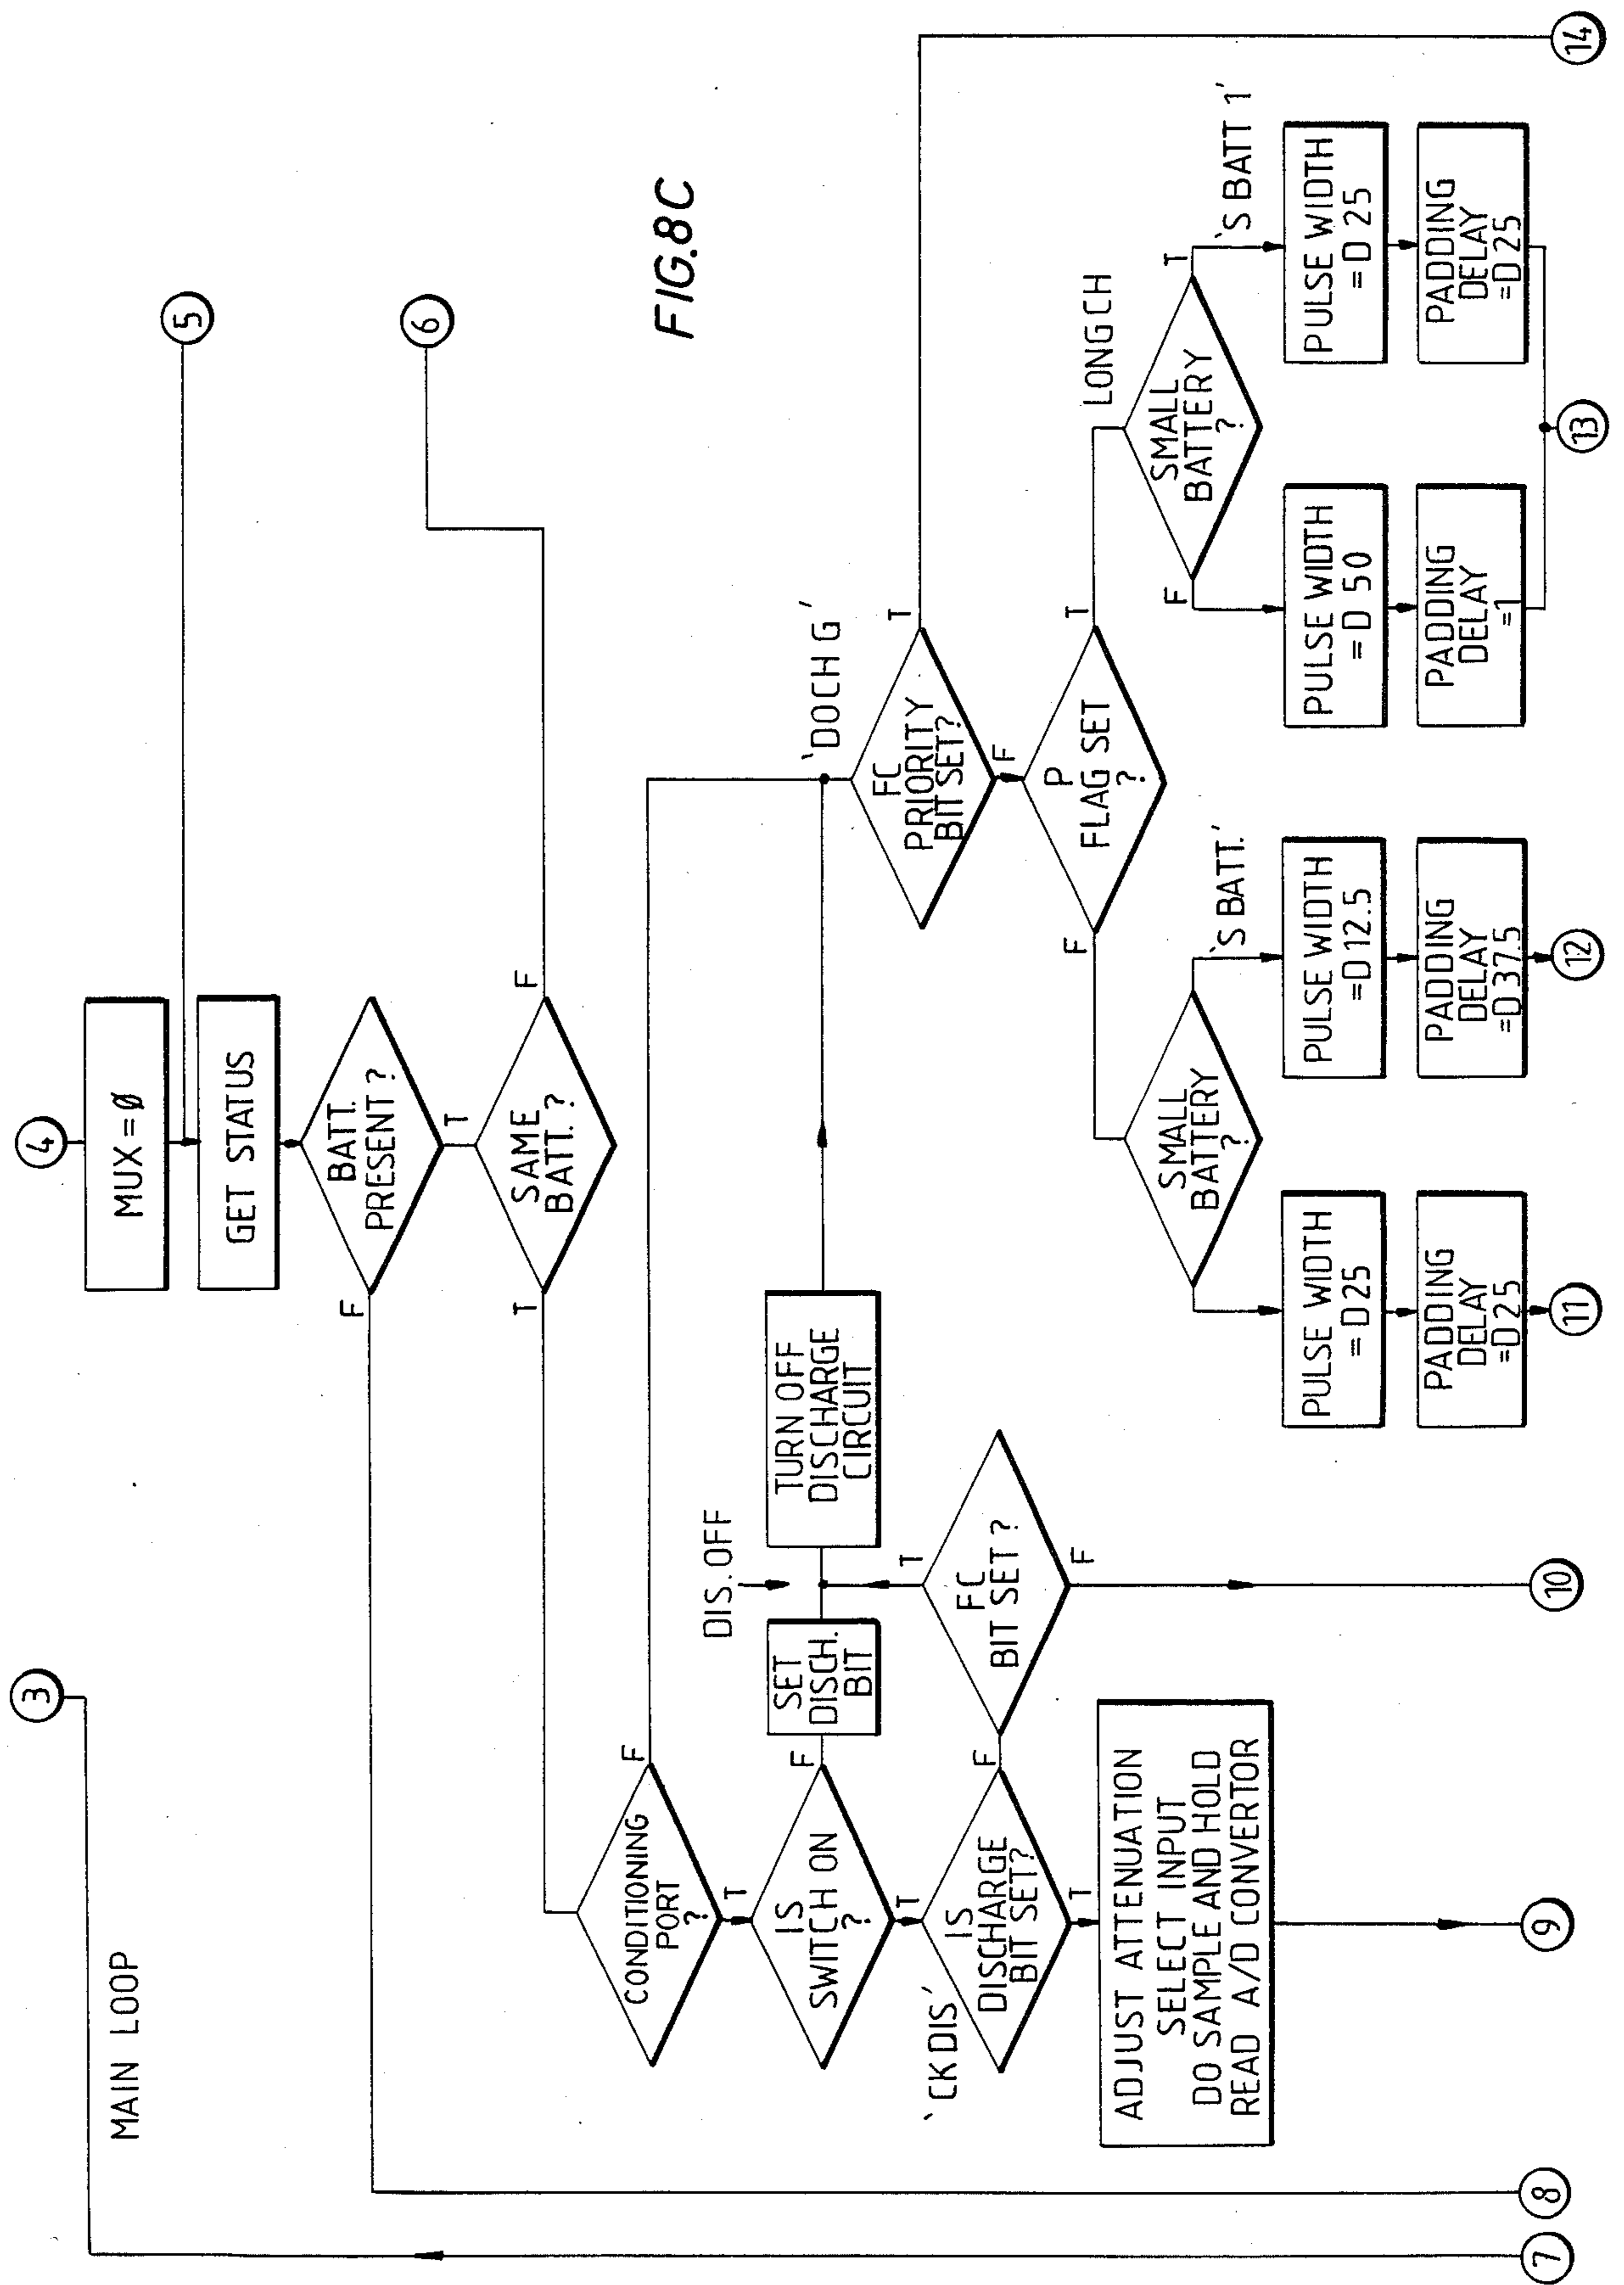 3
MAIN LOOP
4
MUX = Ø
5
GET STATUS
BATT.
PRESENT ?
F
T
SAME
BATT. ?
T
F
6
FIG.8C
CONDITIONING
PORT
?
F
T
IS
SWITCH ON
?
F
T
SET
DISCH.
BIT
DIS. OFF
TURN OFF
DISCHARGE
CIRCUIT
`CK DIS'
IS
DISCHARGE
BIT SET?
F
T
FC
BIT SET ?
T
F
ADJUST ATTENUATION
SELECT INPUT
DO SAMPLE AND HOLD
READ A/D CONVERTOR
`DOCH G'
FC
PRIORITY
BIT SET?
T
F
P
FLAG SET
?
F
T
LONG CH
SMALL
BATTERY
?
`S BATT.'
SMALL
BATTERY
?
F
T
`S BATT 1'
PULSE WIDTH
= D 25
PULSE WIDTH
=D 12.5
PULSE WIDTH
= D 50
PULSE WIDTH
= D 25
PADDING
DELAY
=D 25
PADDING
DELAY
=D 37.5
PADDING
DELAY
=1
PADDING
DELAY
=D 25
7
8
9
10
11
12
13
14